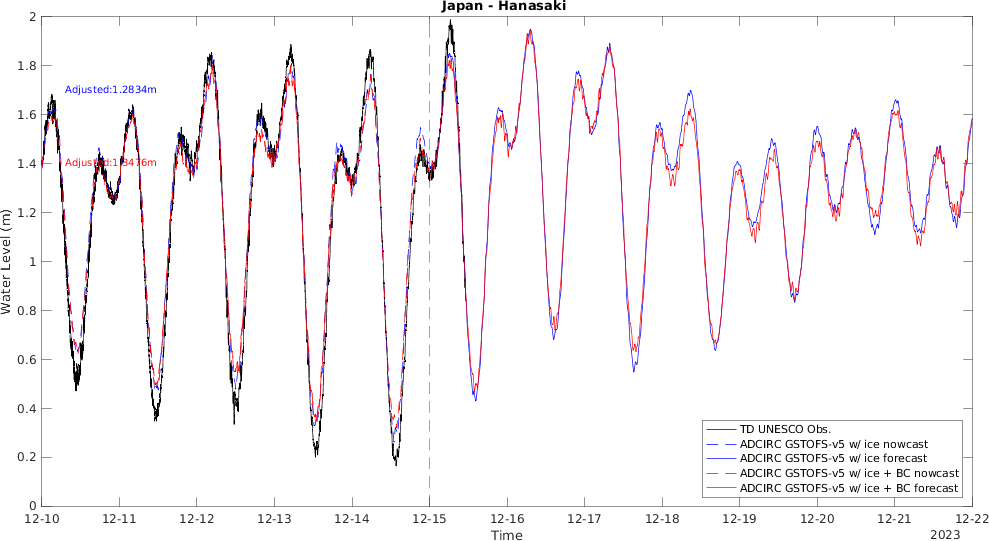 Japan - Hanasaki
2
1.8
1.6
1.4
1.2
1
0.8
0.6
0.4
0.2
0
Water Level (m)
Adjusted:1.2834m
Adjusted:1.3476m
TD UNESCO Obs.
ADCIRC GSTOFS-v5 w/ ice nowcast
ADCIRC GSTOFS-v5 w/ ice forecast
ADCIRC GSTOFS-v5 w/ ice + BC nowcast
ADCIRC GSTOFS-v5 w/ ice + BC forecast
12-10 12-11 12-12 12-13 12-14 12-15 12-16 12-17 12-18 12-19 12-20 12-21 12-22
Time
2023